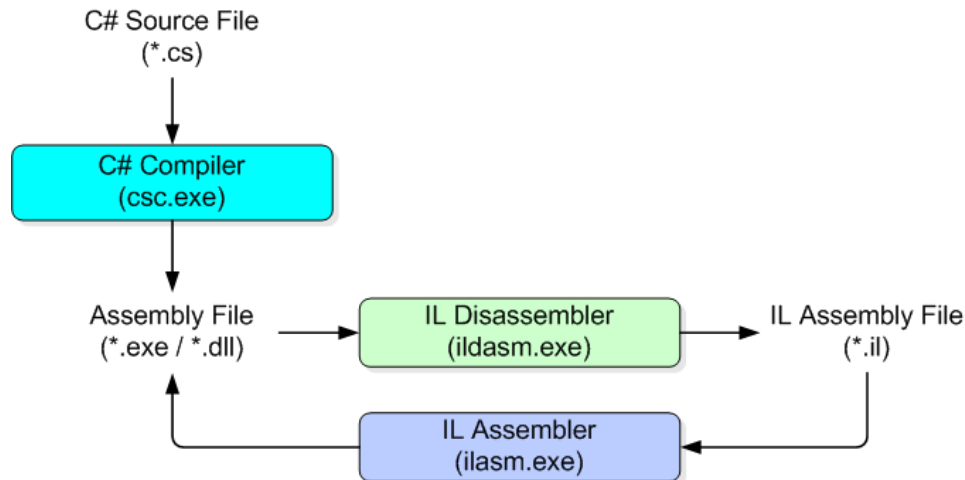 C# Source File
(*.cs)
C# Compiler
(csc.exe)
Assembly File
(*.exe / *.dll)
IL Disassembler
(ildasm.exe)
IL Assembly File
(*.il)
IL Assembler
(ilasm.exe)